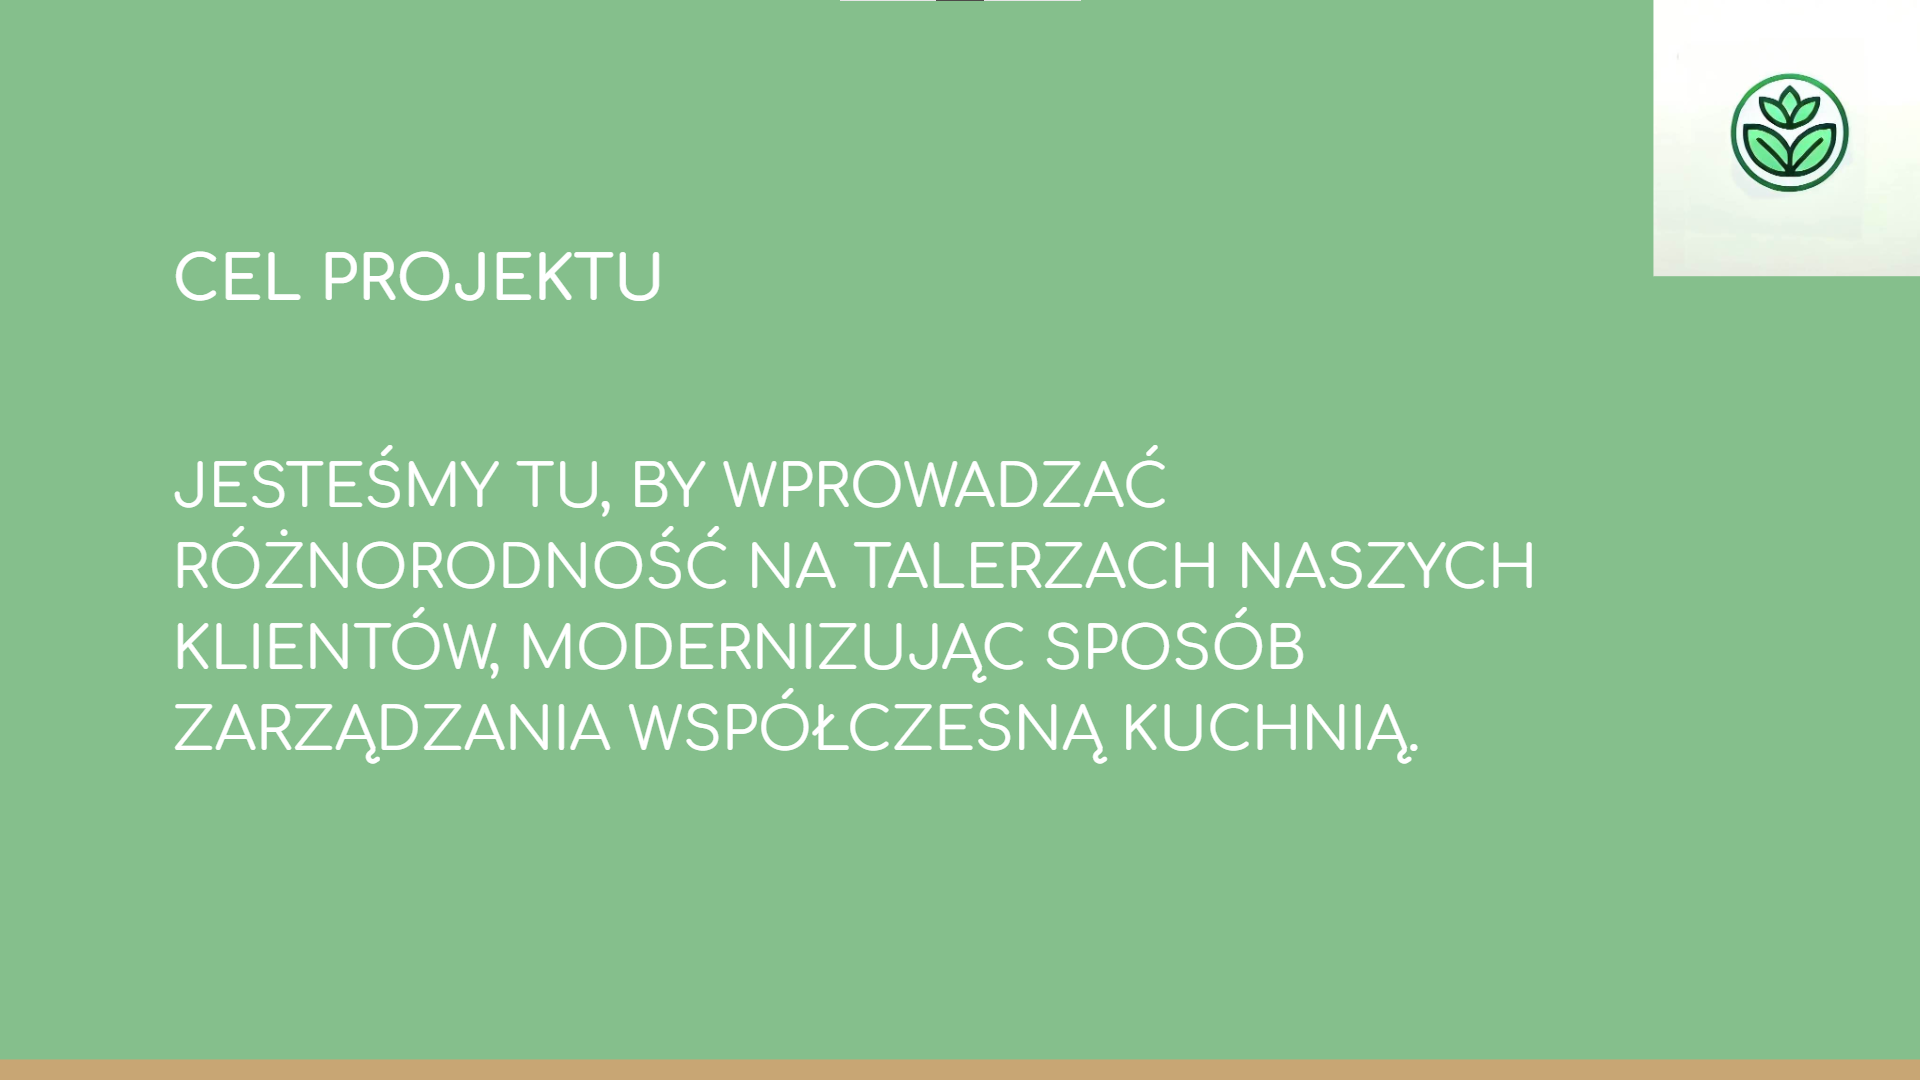 CEL PROJEKTU
JESTEŚMY TU, BY WPROWADZAĆ
RÓŻNORODNOŚĆ NA TALERZACH NASZYCH
KLIENTÓW, MODERNIZUJĄC SPOSÓB
ZARZĄDZANIA WSPÓŁCZESNĄ KUCHNIĄ.